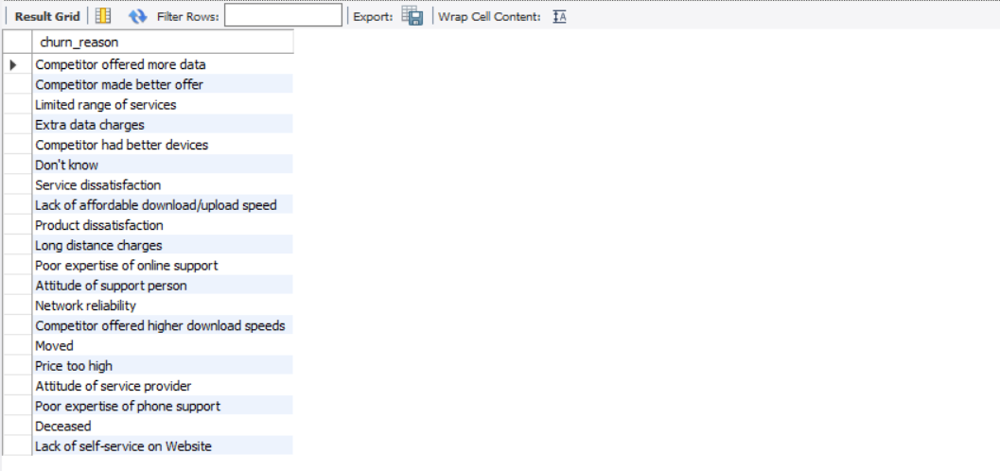 Result Grid Filter Rows: Export: Wrap Cell Content:
churn_reason
Competitor offered more data
Competitor made better offer
Limited range of services
Extra data charges
Competitor had better devices
Don't know
Service dissatisfaction
Lack of affordable download/upload speed
Product dissatisfaction
Long distance charges
Poor expertise of online support
Attitude of support person
Network reliability
Competitor offered higher download speeds
Moved
Price too high
Attitude of service provider
Poor expertise of phone support
Deceased
Lack of self-service on Website